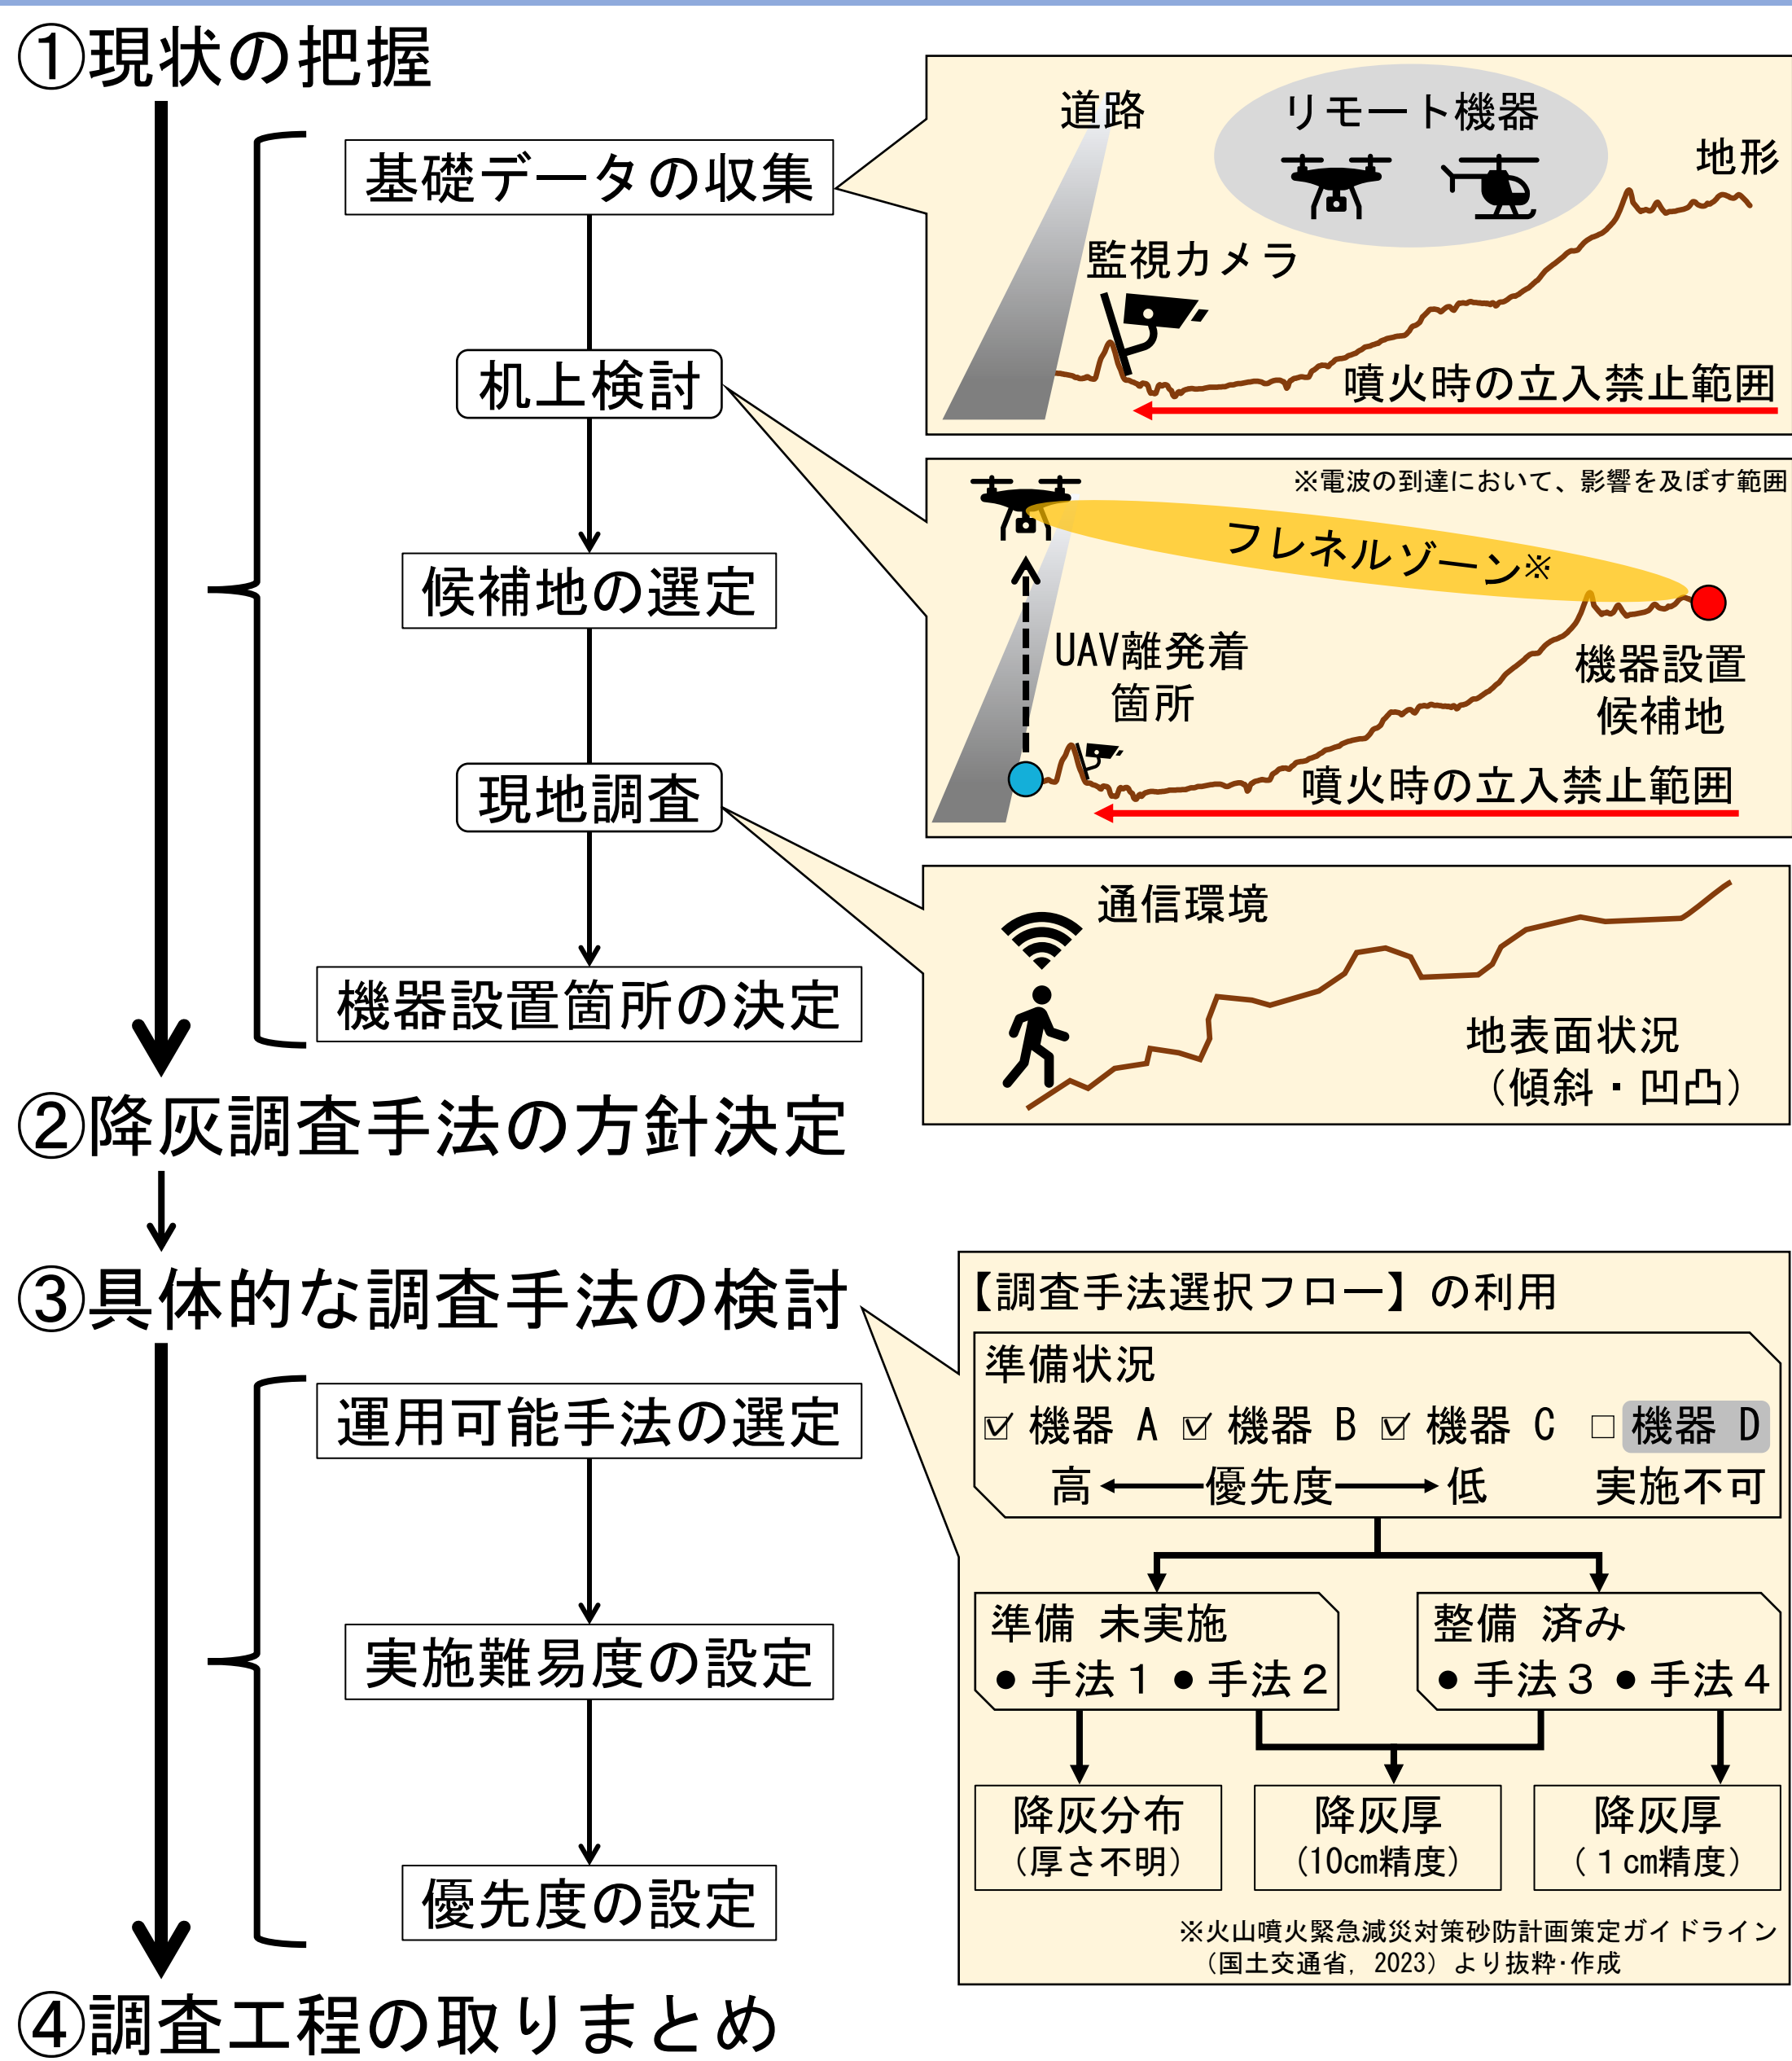 ①現状の把握
基礎データの収集
机上検討
候補地の選定
現地調査
機器設置箇所の決定
道路
リモート機器
地形
監視カメラ
噴火時の立入禁止範囲
※電波の到達において、影響を及ぼす範囲
フレネルゾーン※
UAV離発着
箇所
機器設置
候補地
噴火時の立入禁止範囲
通信環境
地表面状況
（傾斜・凹凸）
②降灰調査手法の方針決定
③具体的な調査手法の検討
運用可能手法の選定
実施難易度の設定
優先度の設定
【調査手法選択フロー】の利用
準備状況
☑ 機器 A ☑ 機器 B ☑ 機器 C □ 機器 D
高 優先度 低 実施不可
準備 未実施
● 手法１ ● 手法２
整備 済み
● 手法３ ● 手法４
降灰分布
（厚さ不明）
降灰厚
（10cm精度）
降灰厚
（１cm精度）
※火山噴火緊急減災対策砂防計画策定ガイドライン
（国土交通省，2023）より抜粋・作成
④調査工程の取りまとめ